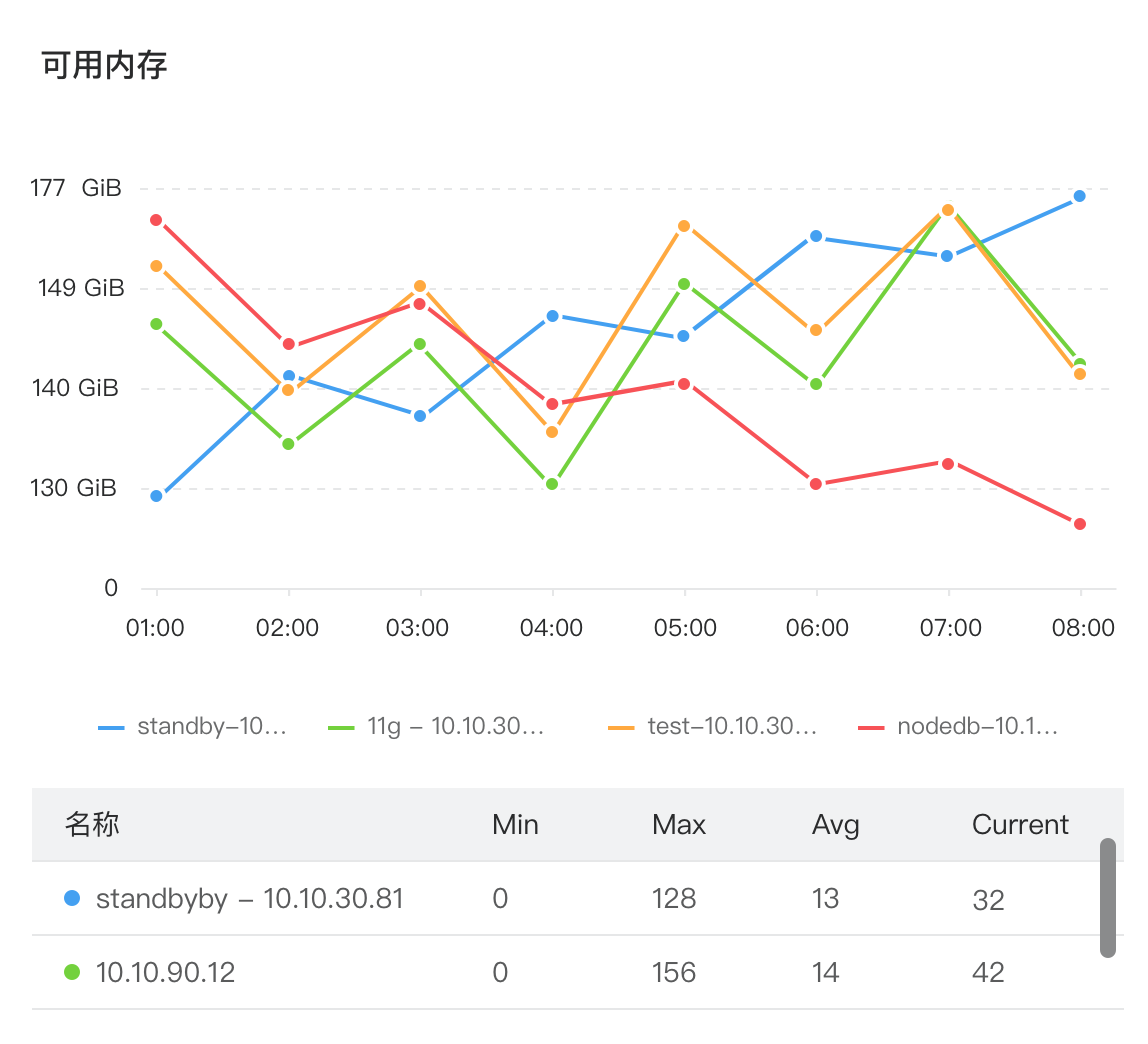 可用内存
177 GiB
149 GiB
140 GiB
130 GiB
0
01:00 02:00 03:00 04:00 05:00 06:00 07:00 08:00
standby–10... 11g – 10.10.30... test–10.10.30... nodedb–10.1...
名称 Min Max Avg Current
standbyby – 10.10.30.81 0 128 13 32
10.10.90.12 0 156 14 42